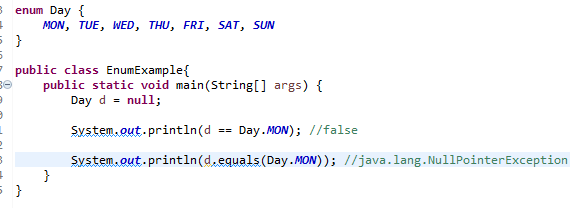 enum Day {
MON, TUE, WED, THU, FRI, SAT, SUN
}
public class EnumExample{
public static void main(String[] args) {
Day d = null;
System.out.println(d == Day.MON); //false
System.out.println(d.equals(Day.MON)); //java.lang.NullPointerException
}
}